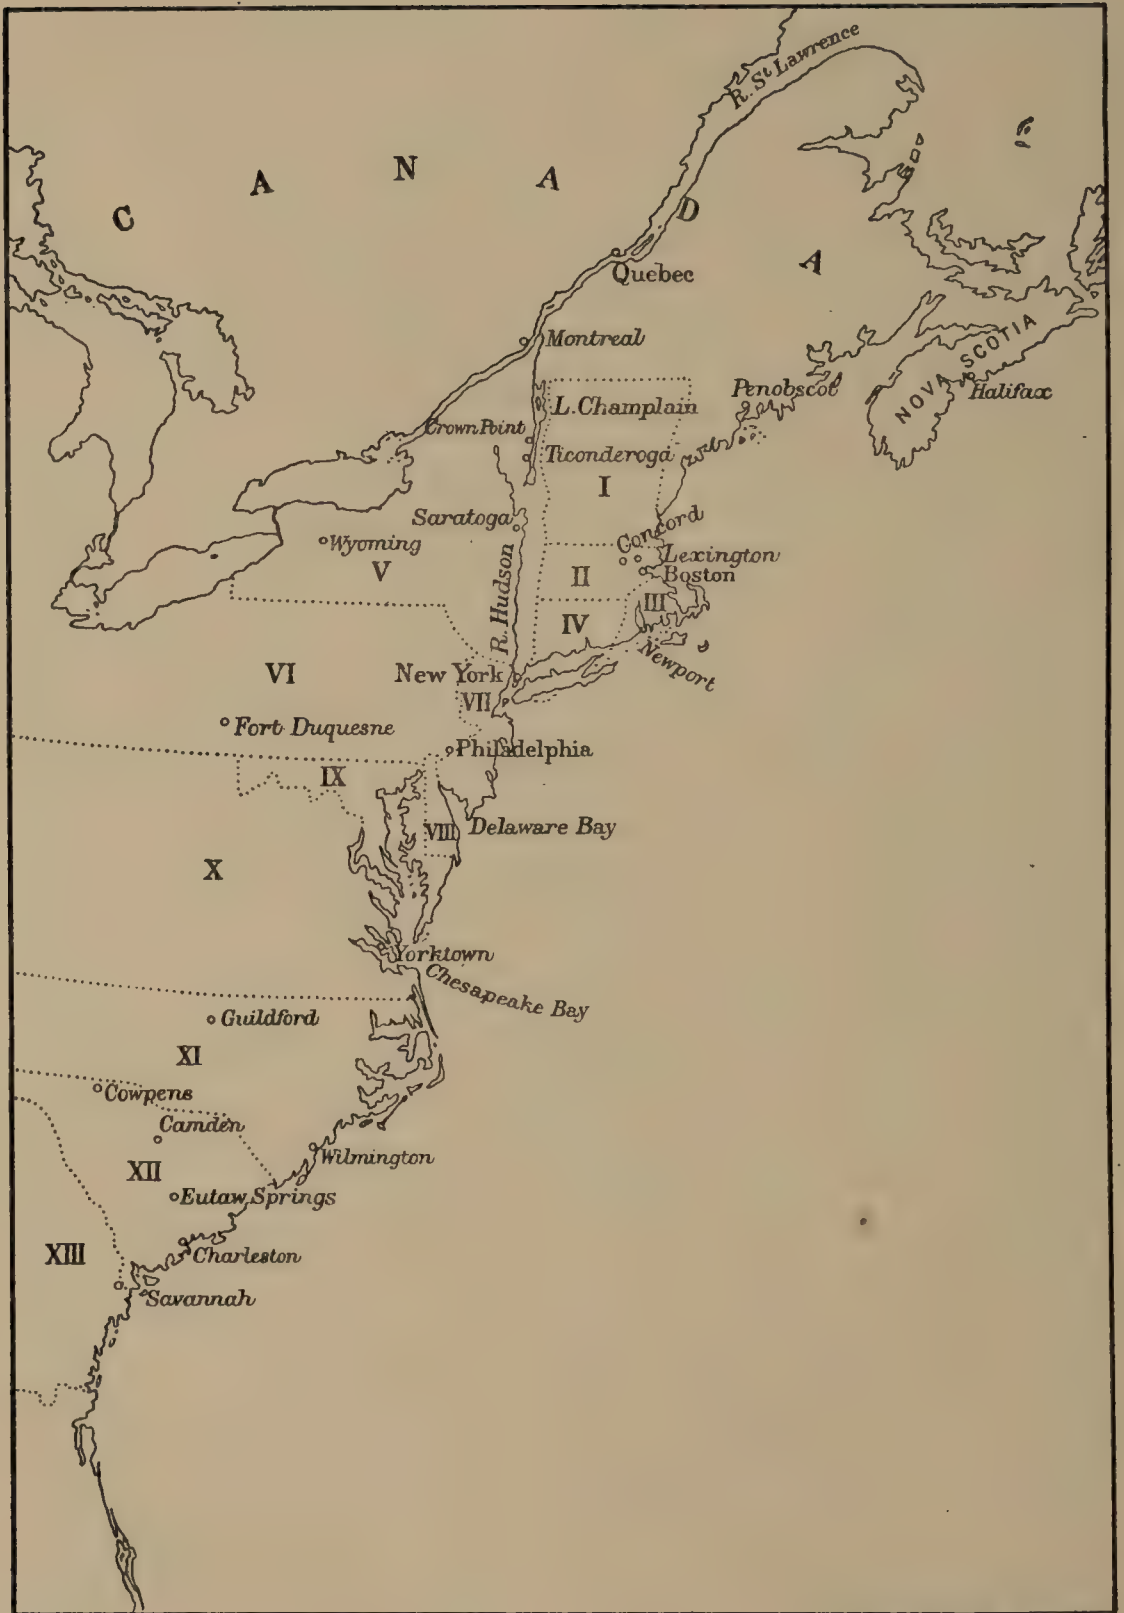 R. St Lawrence
C A N A D A
Quebec
Montreal
NOVA SCOTIA
Halifax
Penobscot
L. Champlain
Crown Point
Ticonderoga
I
Saratoga
Concord
Wyoming
Lexington
V
II
Boston
R. Hudson
III
IV
Newport
VI
New York
VII
Fort Duquesne
Philadelphia
IX
VIII
Delaware Bay
X
Yorktown
Chesapeake Bay
Guildford
XI
Cowpens
Camden
Wilmington
XII
Eutaw Springs
XIII
Charleston
Savannah